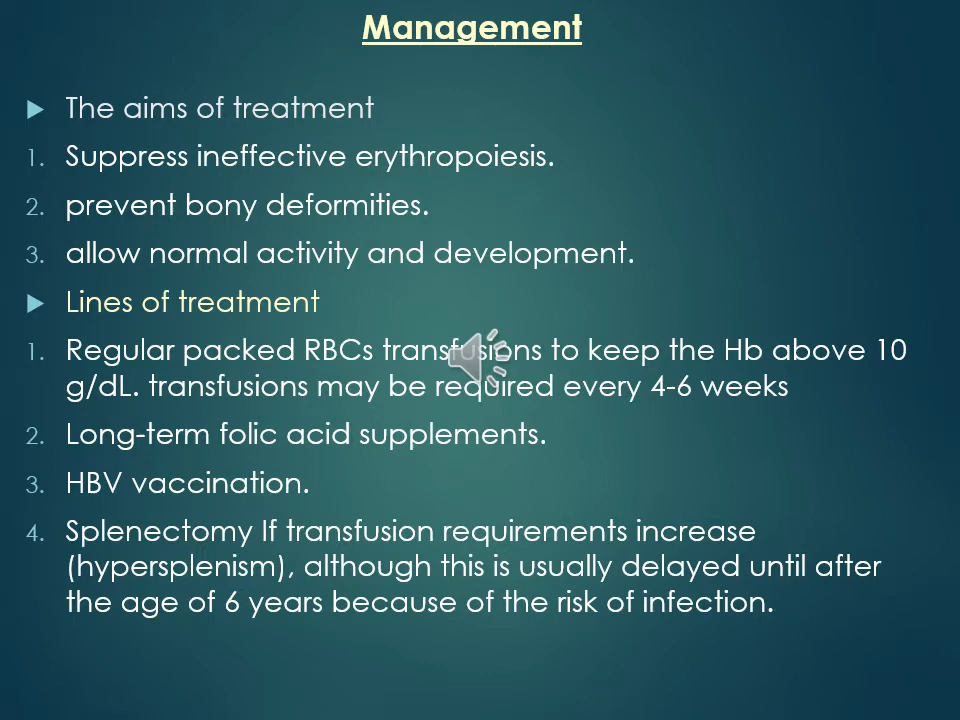 Management
The aims of treatment
1. Suppress ineffective erythropoiesis.
2. prevent bony deformities.
3. allow normal activity and development.
Lines of treatment
1. Regular packed RBCs transfusions to keep the Hb above 10
g/dL. transfusions may be required every 4-6 weeks
2. Long-term folic acid supplements.
3. HBV vaccination.
4. Splenectomy If transfusion requirements increase
(hypersplenism), although this is usually delayed until after
the age of 6 years because of the risk of infection.